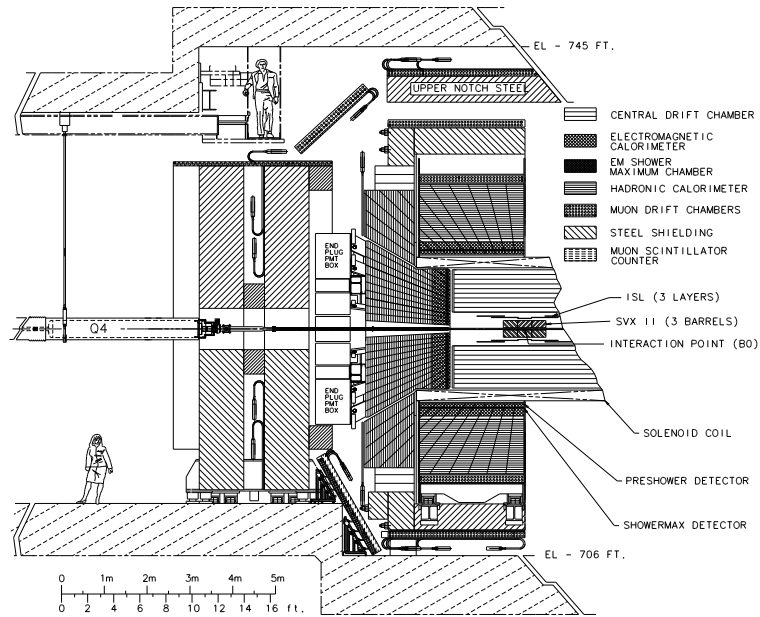 EL - 745 FT.
UPPER NOTCH STEEL
CENTRAL DRIFT CHAMBER
ELECTROMAGNETIC
CALORIMETER
EM SHOWER
MAXIMUM CHAMBER
HADRONIC CALORIMETER
MUON DRIFT CHAMBERS
STEEL SHIELDING
MUON SCINTILLATOR
COUNTER
END
PLUG
PMT
BOX
ISL (3 LAYERS)
Q4
SVX II (3 BARRELS)
INTERACTION POINT (B0)
END
PLUG
PMT
BOX
SOLENOID COIL
PRESHOWER DETECTOR
SHOWERMAX DETECTOR
EL - 706 FT.
0 1m 2m 3m 4m 5m
0 2 4 6 8 10 12 14 16 ft.